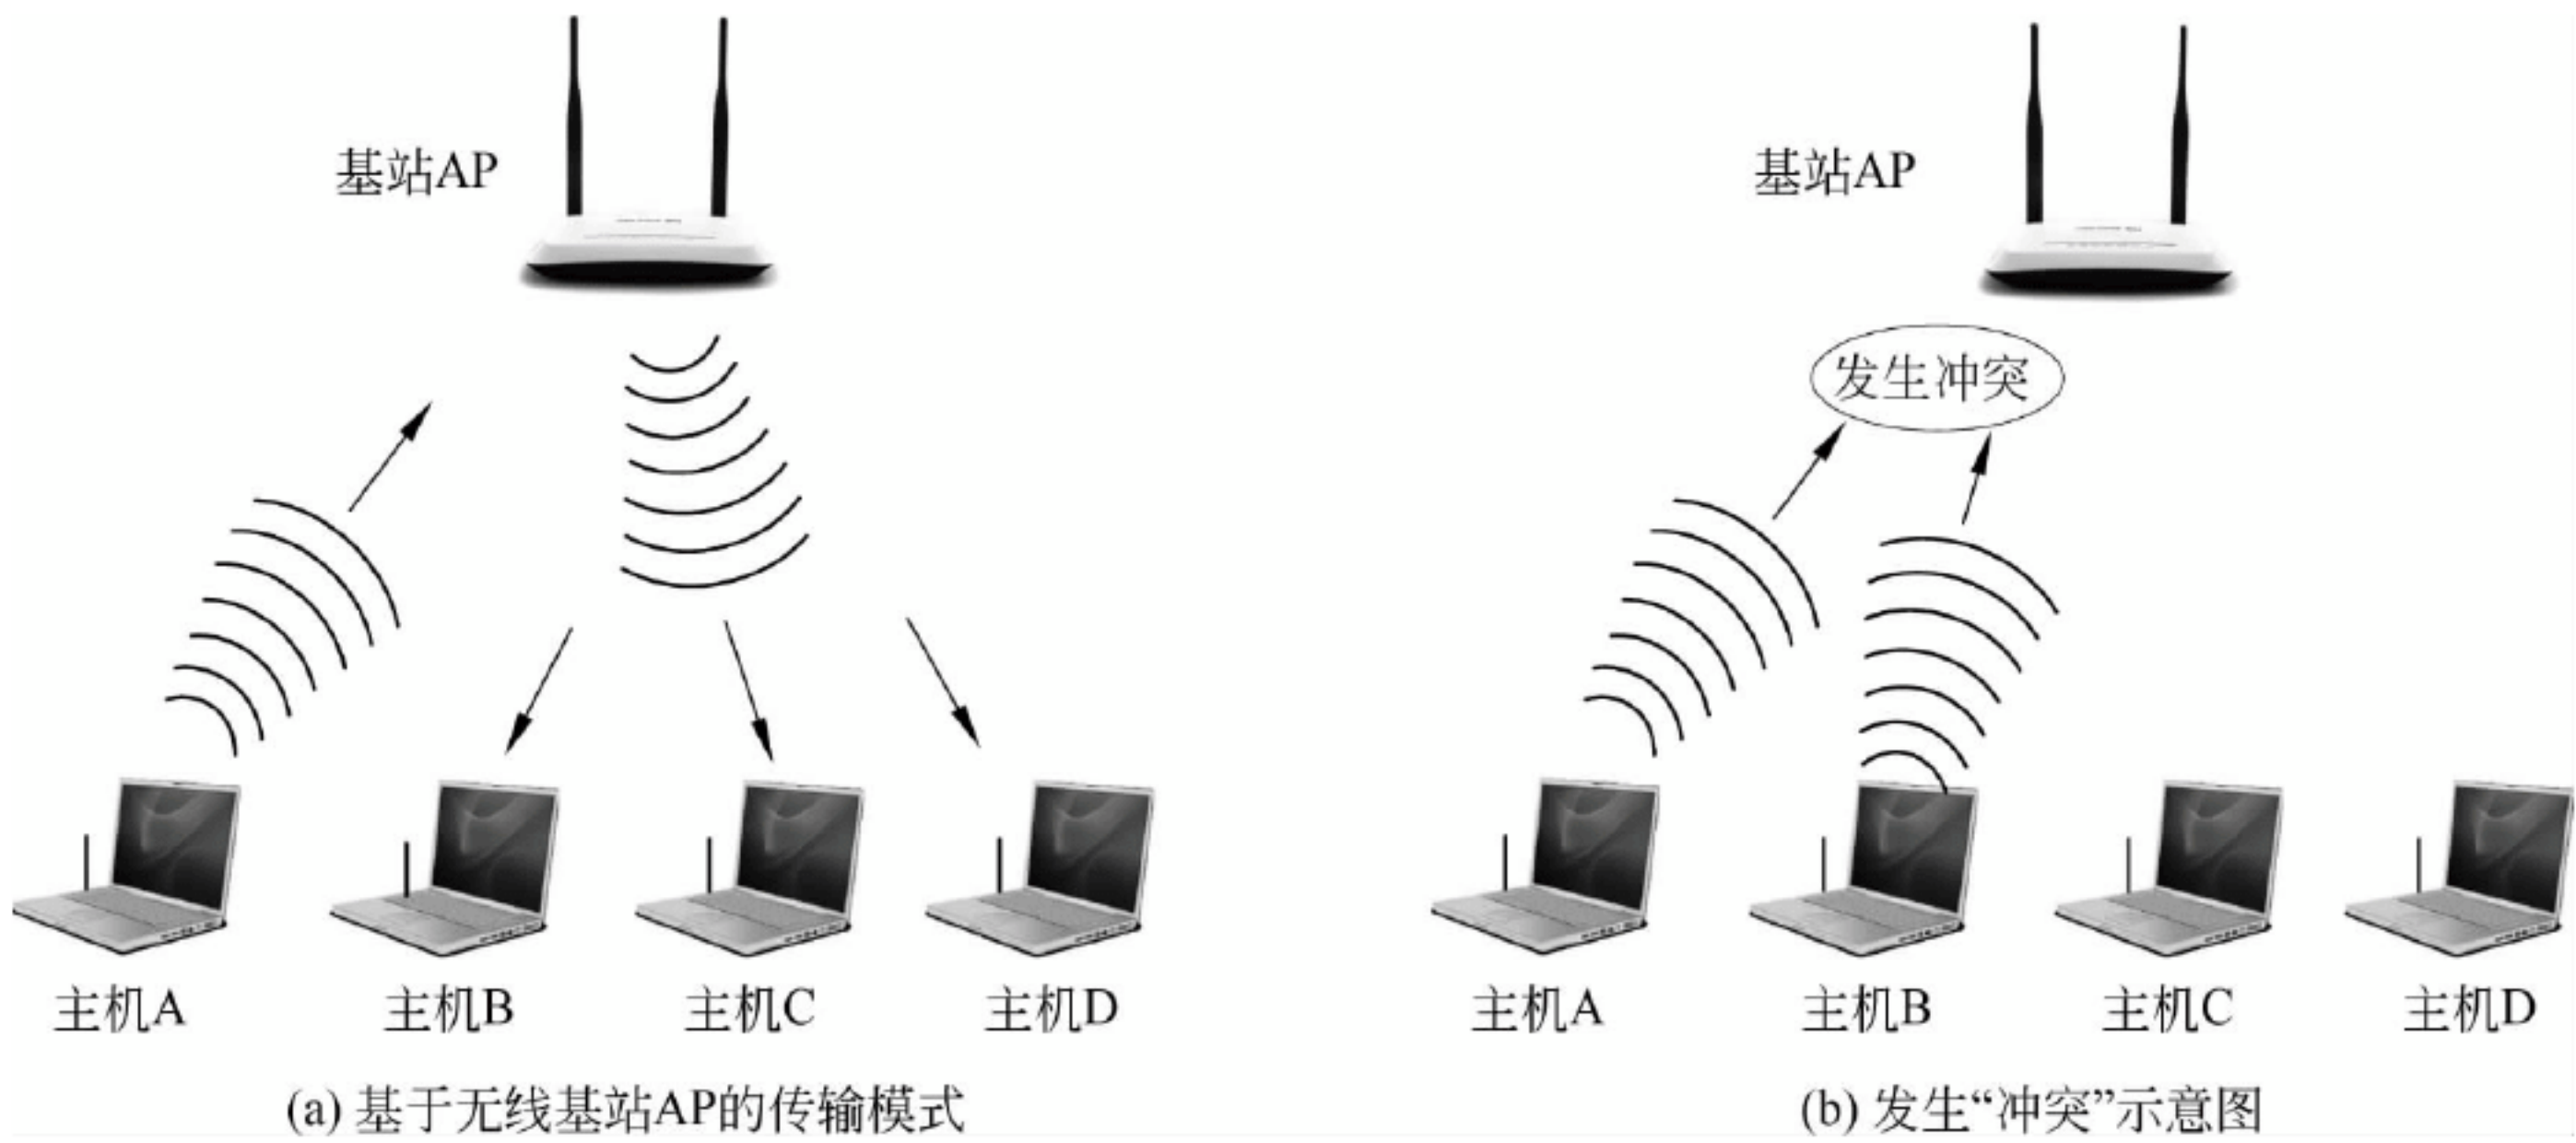 基站AP
基站AP
发生冲突
主机A
主机B
主机C
主机D
主机A
主机B
主机C
主机D
(a) 基于无线基站AP的传输模式
(b) 发生“冲突”示意图